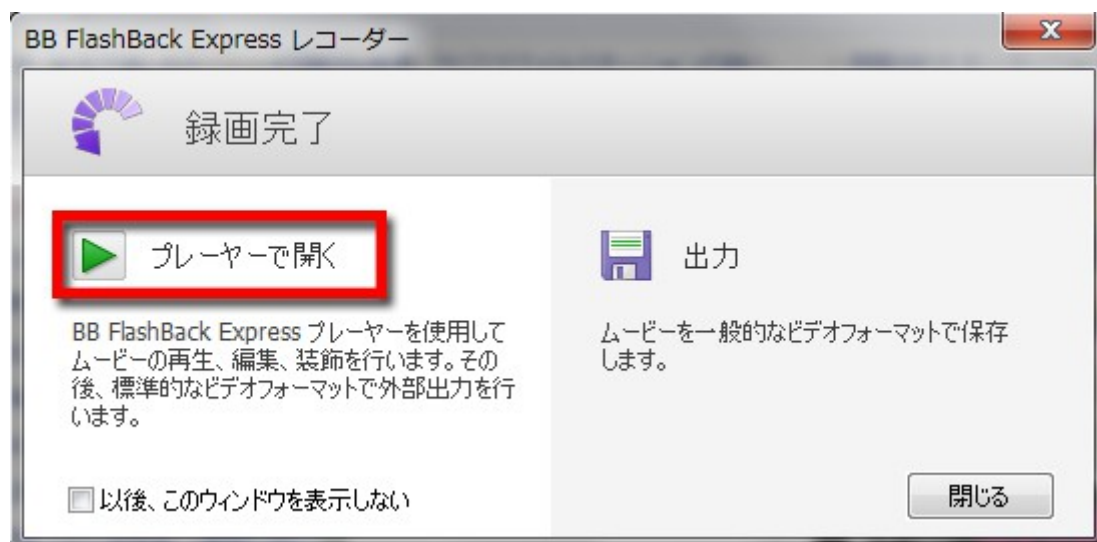 BB FlashBack Express レコーダー
録画完了
プレーヤーで開く
BB FlashBack Express プレーヤーを使用して
ムービーの再生、編集、装飾を行います。その
後、標準的なビデオフォーマットで外部出力を行
います。
以後、このウィンドウを表示しない
出力
ムービーを一般的なビデオフォーマットで保存
します。
閉じる